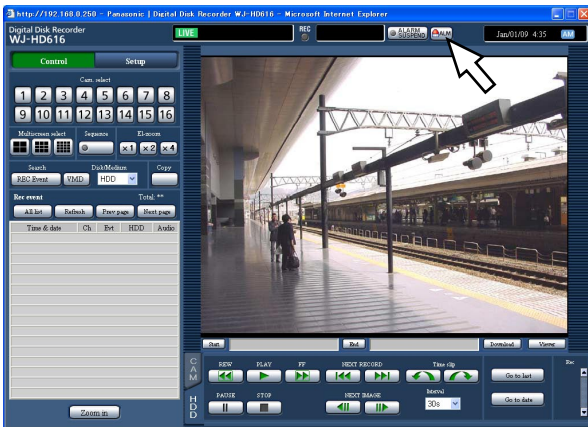 http://192.168.0.250 - Panasonic | Digital Disk Recorder WJ-HD616 - Microsoft Internet Explorer
Digital Disk Recorder
WJ-HD616
LIVE
REC
ALARM
SUSPEND
ALM
Jan/01/09 4:35 AM
Control Setup
Cam. select
1 2 3 4 5 6 7 8
9 10 11 12 13 14 15 16
Multiscreen select Sequence El-zoom
x1 x2 x4
Search Disk/Medium Copy
REC Event VMD HDD Copy
Rec event Total: **
All list Refresh Prev page Next page
Time & date Ch Evt HDD Audio
Zoom in
Start End Download Viewer
CAM
HDD
REW PLAY FF NEXT RECORD Time slip
Go to last
Rec
PAUSE STOP NEXT IMAGE Interval
30s
Go to date